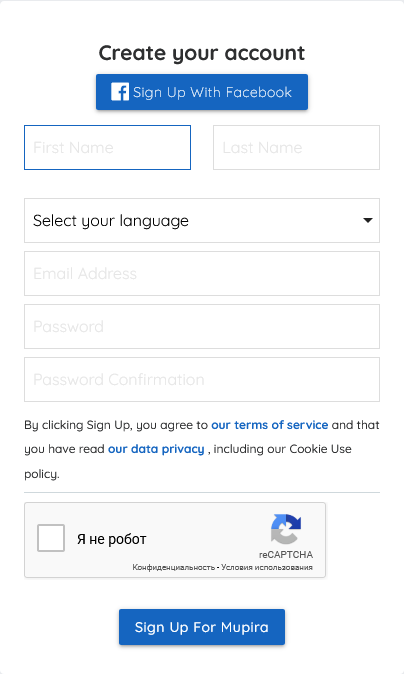 Create your account
Sign Up With Facebook
First Name
Last Name
Select your language
Email Address
Password
Password Confirmation
By clicking Sign Up, you agree to our terms of service and that
you have read our data privacy , including our Cookie Use
policy.
Я не робот
reCAPTCHA
Конфиденциальность - Условия использования
Sign Up For Mupira